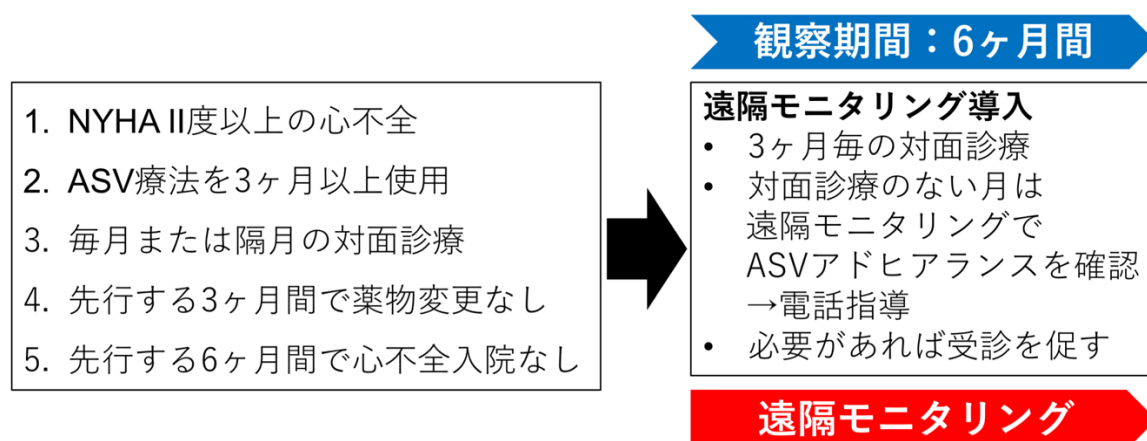 観察期間：6ヶ月間
1. NYHA II度以上の心不全
2. ASV療法を3ヶ月以上使用
3. 毎月または隔月の対面診療
4. 先行する3ヶ月間で薬物変更なし
5. 先行する6ヶ月間で心不全入院なし
遠隔モニタリング導入
• 3ヶ月毎の対面診療
• 対面診療のない月は
遠隔モニタリングで
ASVアドヒアランスを確認
→電話指導
• 必要があれば受診を促す
遠隔モニタリング